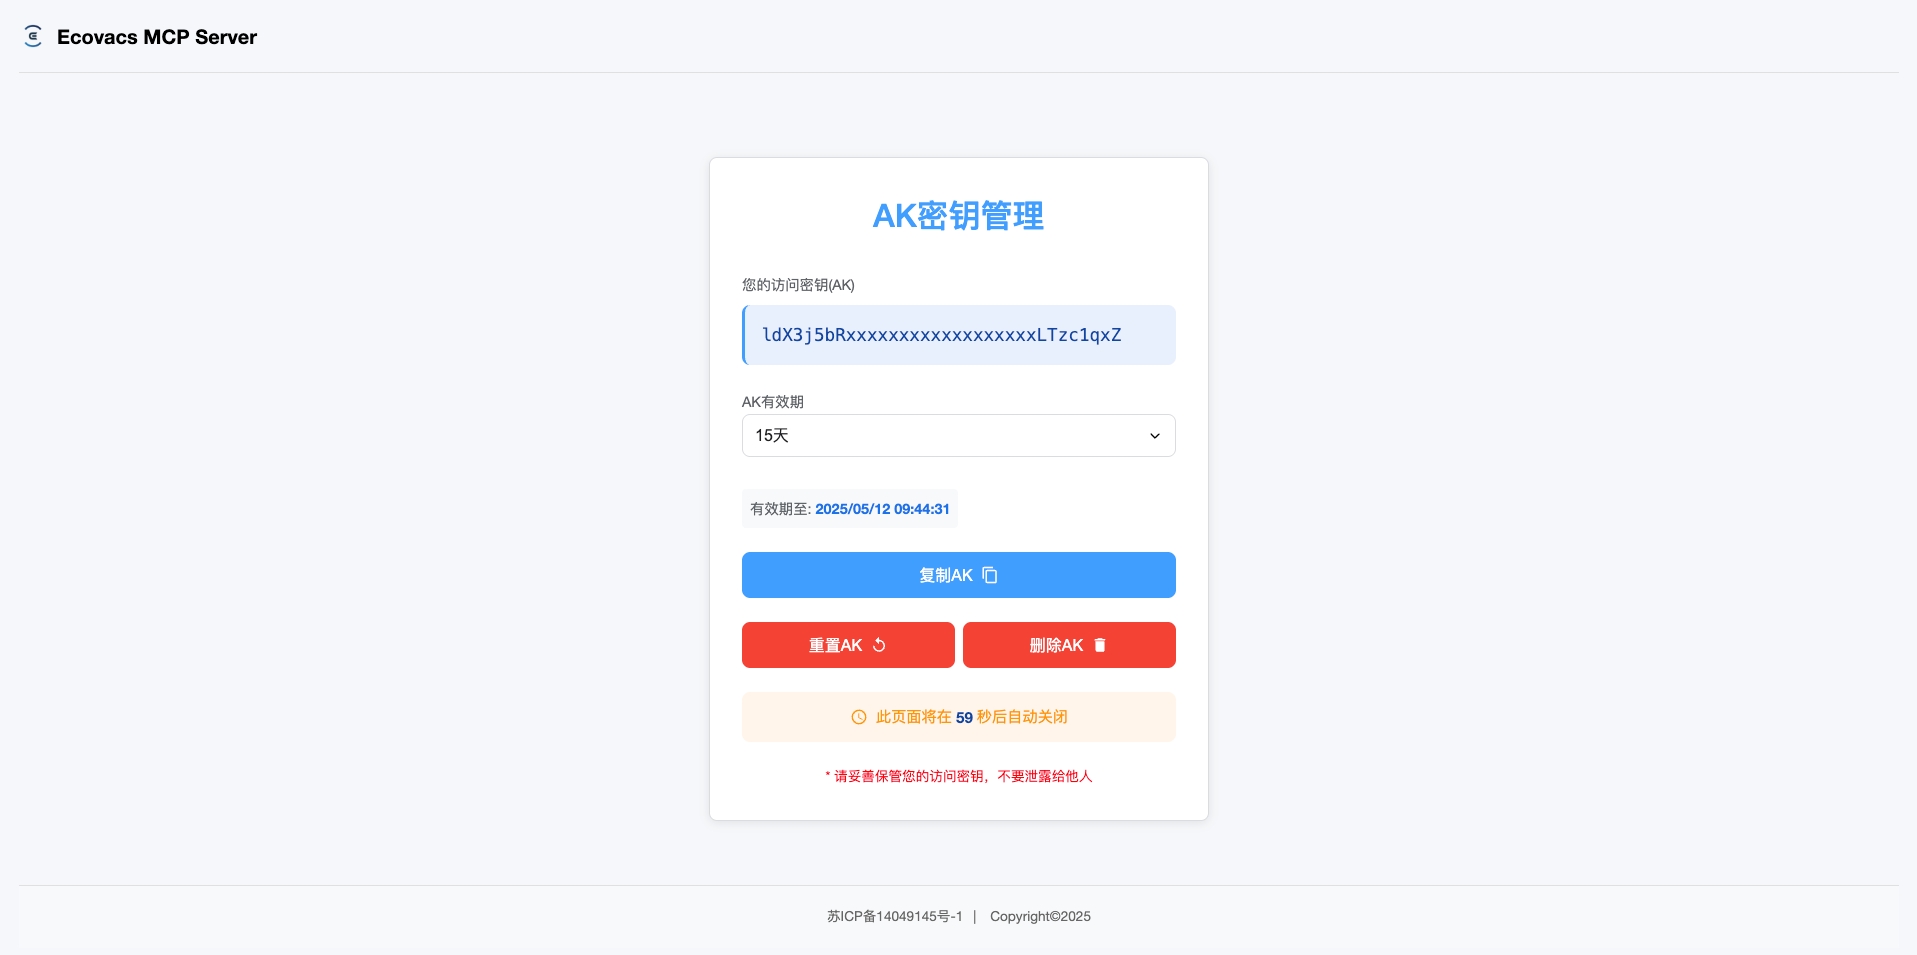 Ecovacs MCP Server
AK密钥管理
您的访问密钥(AK)
ldX3j5bRxxxxxxxxxxxxxxxxxxLTzc1qxZ
AK有效期
15天
有效期至: 2025/05/12 09:44:31
复制AK
重置AK
删除AK
此页面将在 59 秒后自动关闭
* 请妥善保管您的访问密钥，不要泄露给他人
苏ICP备14049145号-1 | Copyright©2025